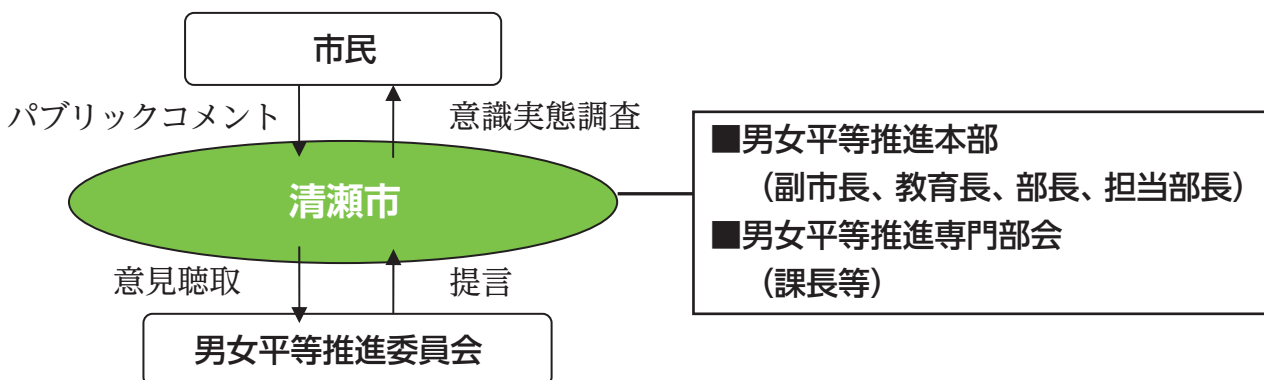 市民
パブリックコメント
意識実態調査
清瀬市
意見聴取
提言
男女平等推進委員会
■男女平等推進本部
（副市長、教育長、部長、担当部長）
■男女平等推進専門部会
（課長等）